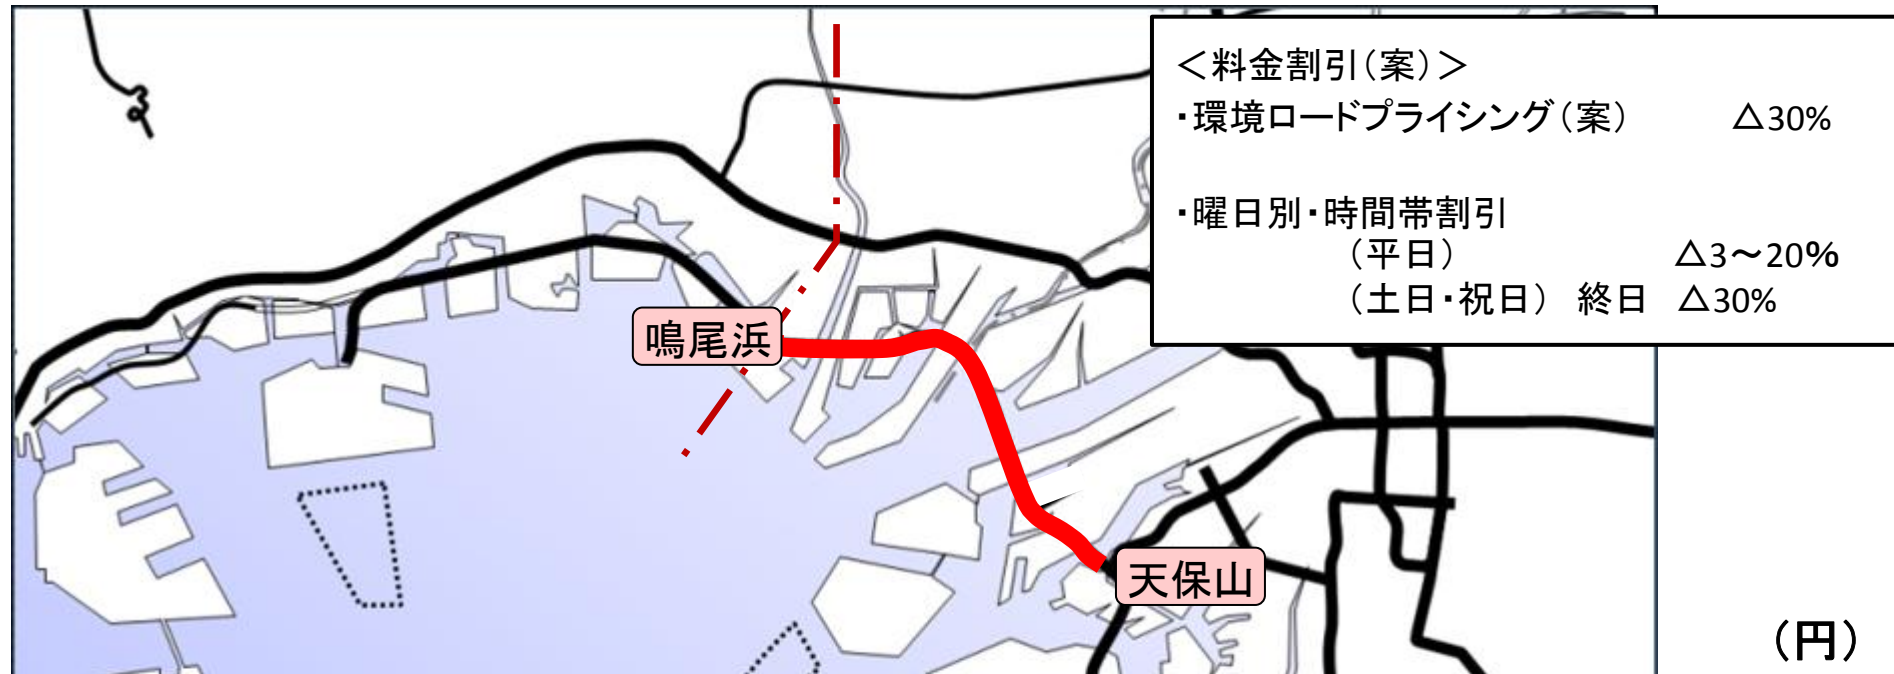 ＜料金割引（案）＞
・環境ロードプライシング（案） △30%
・曜日別・時間帯割引
（平日） △3～20%
（土日・祝日） 終日 △30%
鳴尾浜
天保山
（円）